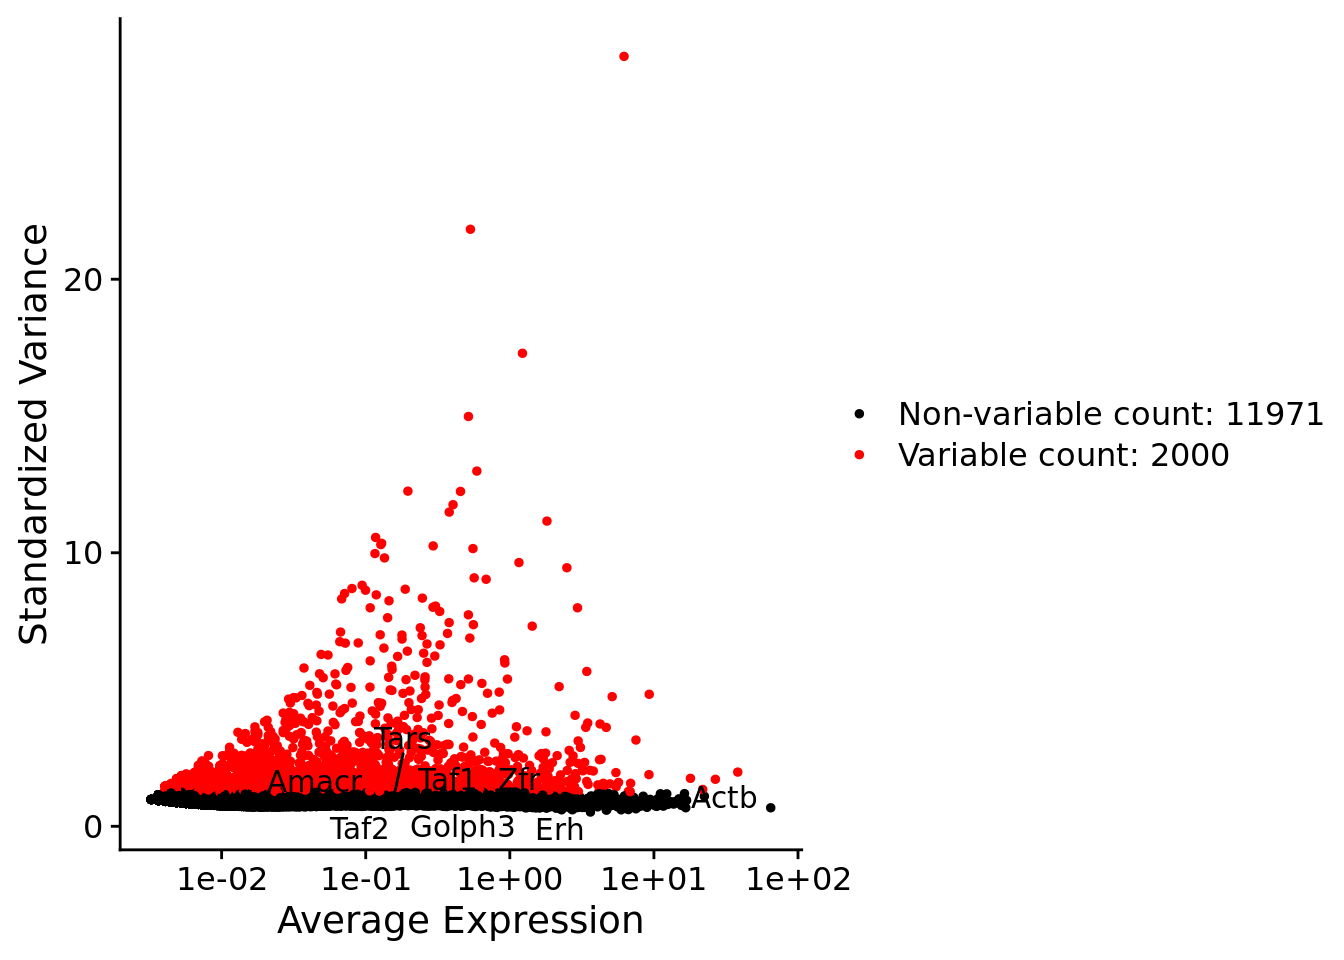 Standardized Variance
20
10
0
Non-variable count: 11971
Variable count: 2000
Tars
Amacr
Taf1
Zfr
Actb
Taf2
Golph3
Erh
1e-02
1e-01
1e+00
1e+01
1e+02
Average Expression